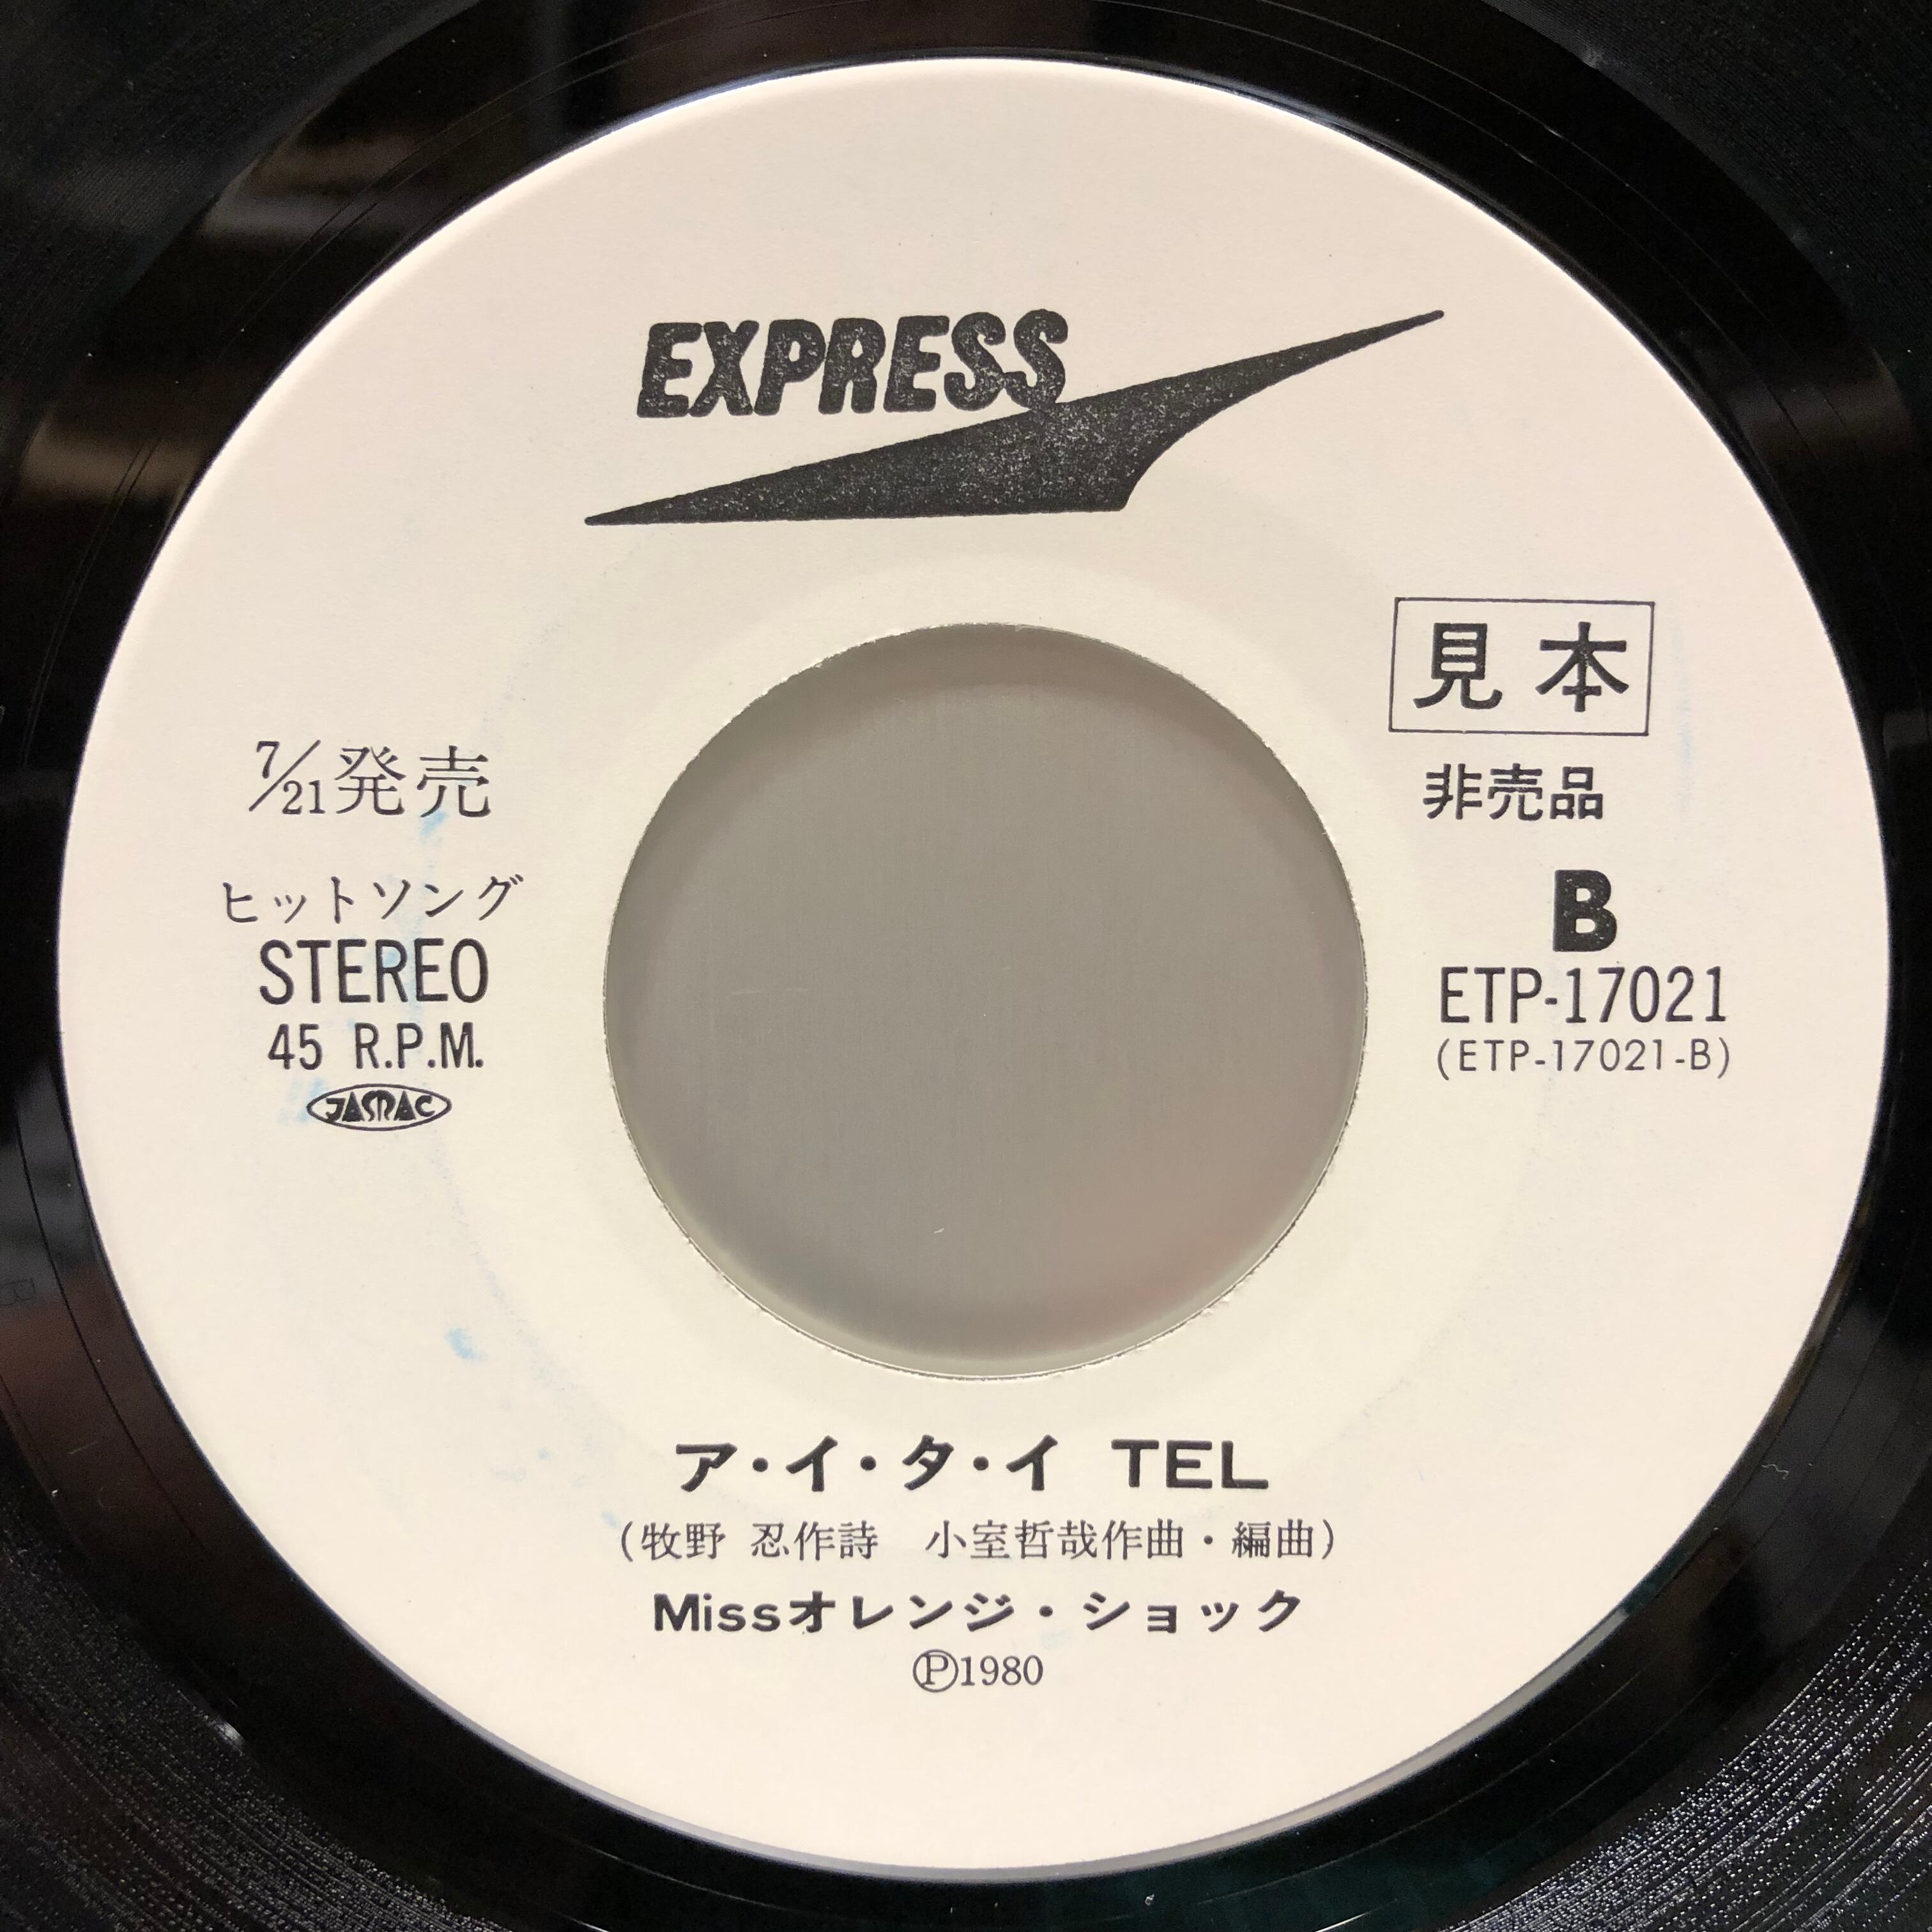 EXPRESS
見本
非売品
7/21発売
ヒットソング
STEREO
45 R.P.M.
JASRAC
B
ETP-17021
(ETP-17021-B)
ア・イ・タ・イ TEL
(牧野 忍作詩 小室哲哉作曲・編曲)
Missオレンジ・ショック
Ⓟ1980